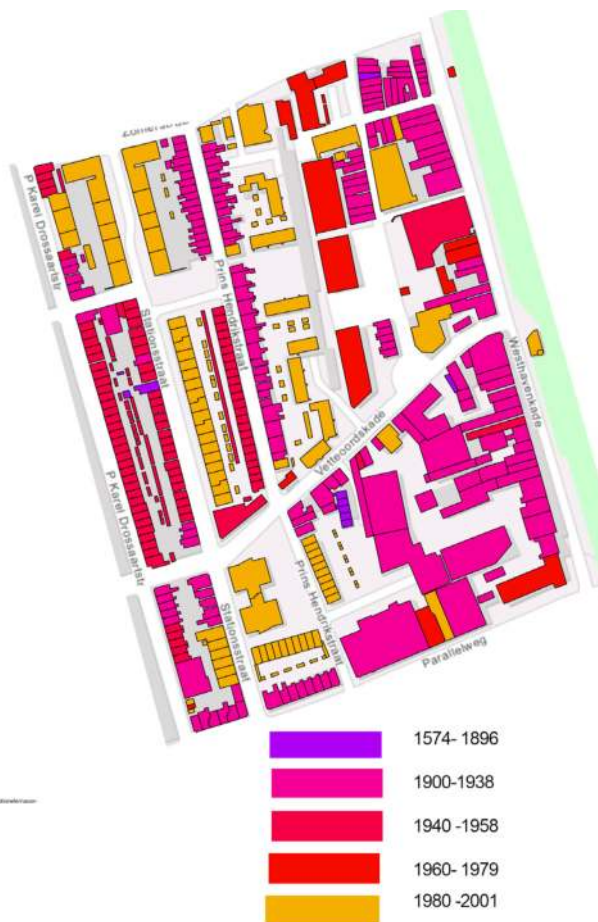 P Karel Drossaartstr
Stationsstraat
Prins Hendrikstraat
Westhavenkade
Vetteoordskade
P Karel Drossaartstr
Stationsstraat
Prins Hendrikstraat
Parallelweg
1574- 1896
1900-1938
1940 -1958
1960- 1979
1980 -2001